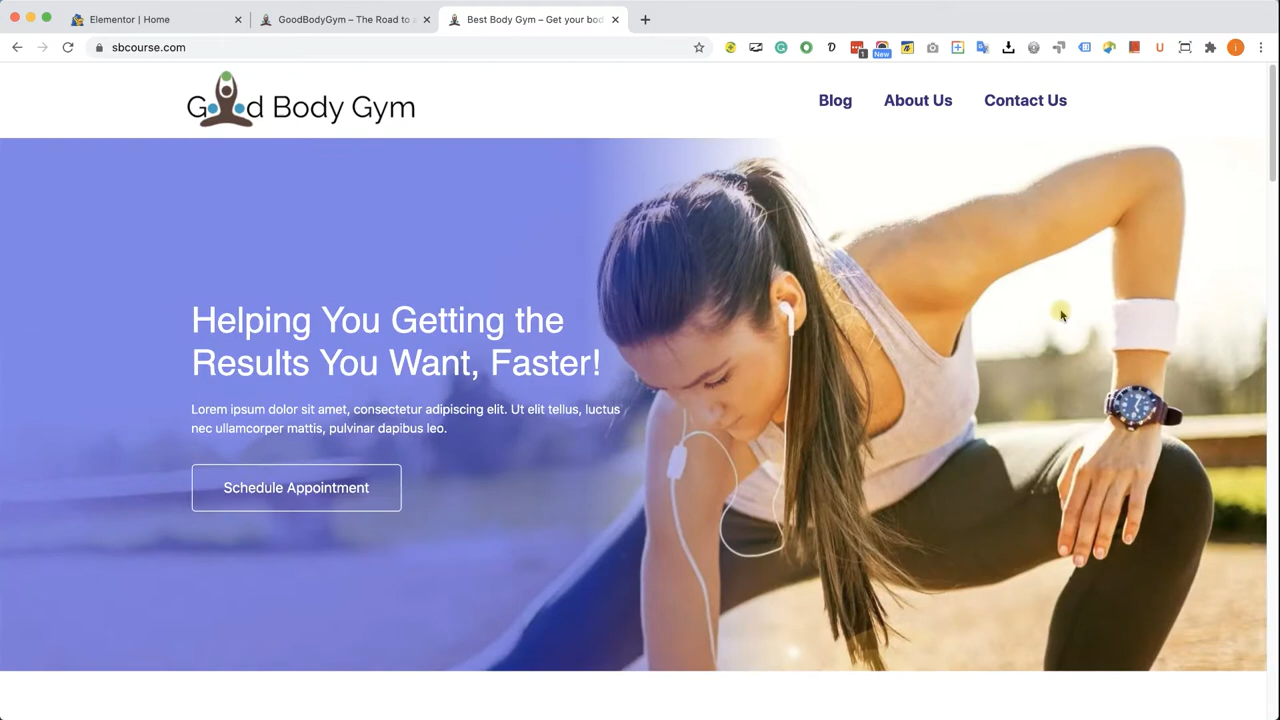 Elementor | Home
GoodBodyGym – The Road to a
Best Body Gym – Get your bod
sbcourse.com
New
1
Good Body Gym
Blog
About Us
Contact Us
Helping You Getting the
Results You Want, Faster!
Lorem ipsum dolor sit amet, consectetur adipiscing elit. Ut elit tellus, luctus
nec ullamcorper mattis, pulvinar dapibus leo.
Schedule Appointment